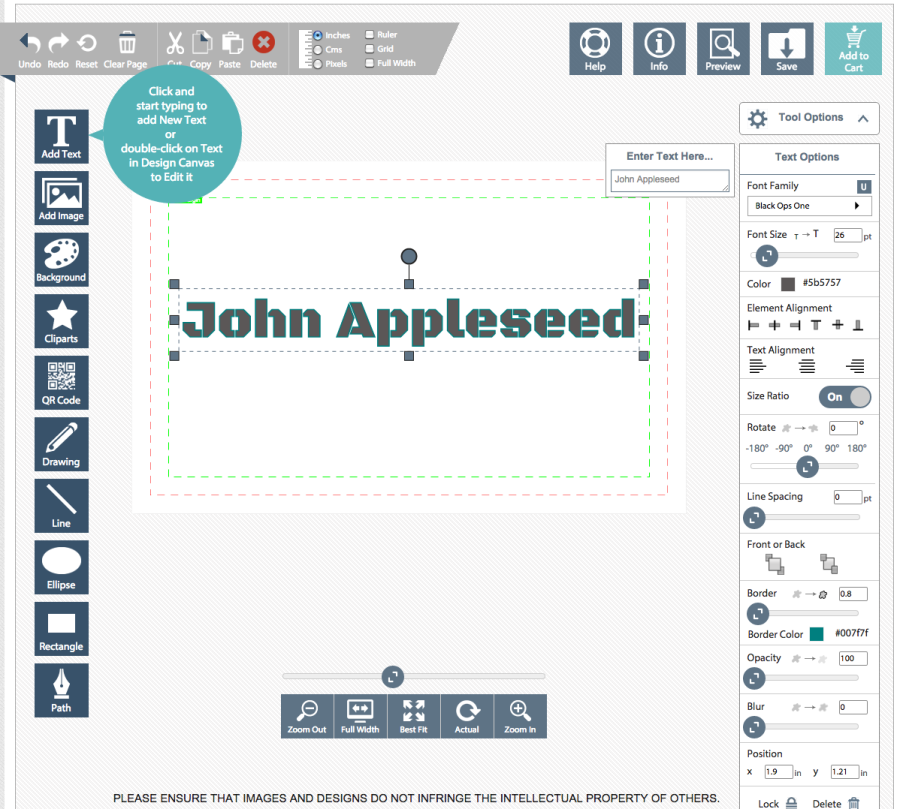 Undo Redo Reset Clear Page Cut Copy Paste Delete
Inches
Cms
Pixels
Ruler
Grid
Full Width
Help
Info
Preview
Save
Add to
Cart
Click and
start typing to
add New Text
or
double-click on Text
in Design Canvas
to Edit it
Add Text
Add Image
Background
Cliparts
QR Code
Drawing
Line
Ellipse
Rectangle
Path
Enter Text Here...
John Appleseed
John Appleseed
Tool Options
Text Options
Font Family U
Black Ops One
Font Size T → T 26 pt
Color #5b5757
Element Alignment
Text Alignment
Size Ratio On
Rotate → 0 °
-180° -90° 0° 90° 180°
Line Spacing 0 pt
Front or Back
Border → 0.8
Border Color #007f7f
Opacity → 100
Blur → 0
Position
x 1.9 in y 1.21 in
Lock Delete
Zoom Out Full Width Best Fit Actual Zoom In
PLEASE ENSURE THAT IMAGES AND DESIGNS DO NOT INFRINGE THE INTELLECTUAL PROPERTY OF OTHERS.